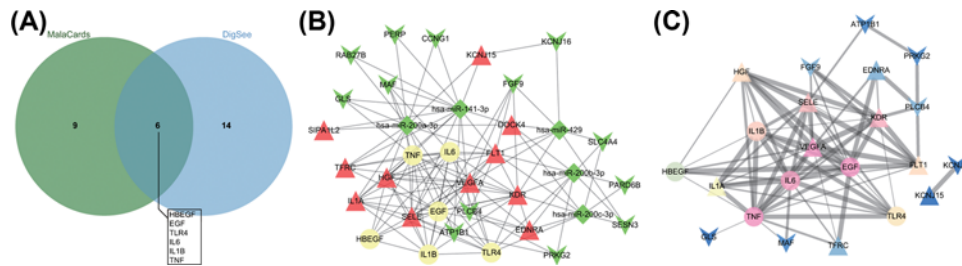 (A)
MalaCards
DigSee
9
6
14
HBEGF
EGF
TLR4
IL6
IL1B
TNF
(B)
PERP
CCNG1
RAB27B
KCNJ15
KCNJ16
MAF
FGF9
GLS
hsa-miR-141-3p
hsa-miR-200a-3p
DOCK4
hsa-miR-429
SIPA1L2
SLC4A4
TNF
IL6
FLT1
TFRC
HGF
VEGFA
hsa-miR-200b-3p
PARD6B
IL1A
KDR
EGF
SELE
hsa-miR-200c-3p
SESN3
ATP1B1
EDNRA
HBEGF
IL1B
TLR4
PRKG2
(C)
ATP1B1
PRKG2
HGF
FGF9
EDNRA
SELE
PLCB4
KDR
IL1B
VEGFA
HBEGF
IL1A
IL6
EGF
FLT1
KCNJ15
TNF
TLR4
GLS
MAF
TFRC